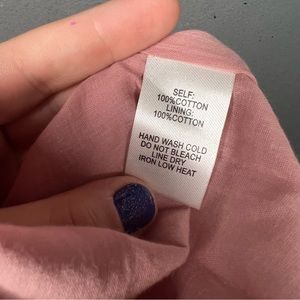 SELF:
100%COTTON
LINING:
100%COTTON
HAND WASH COLD
DO NOT BLEACH
LINE DRY
IRON LOW HEAT